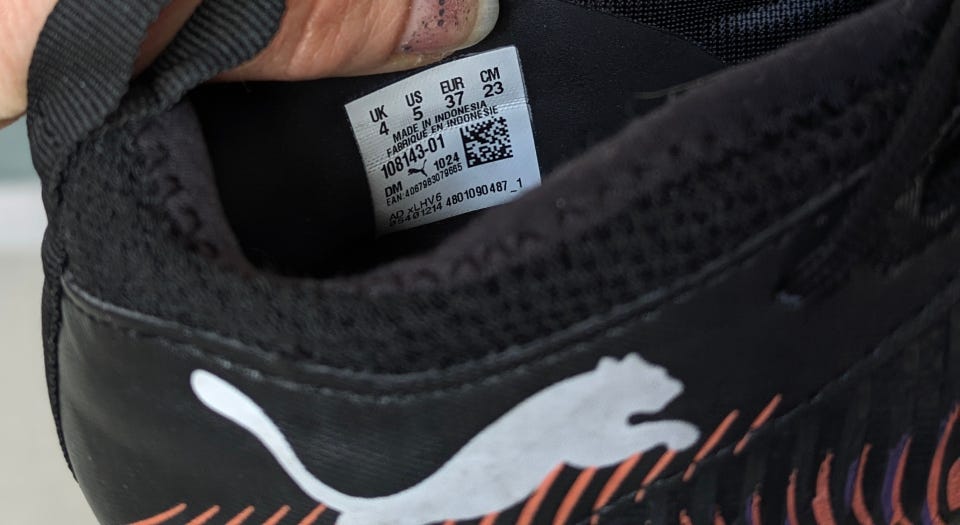 UK US EUR CM
4 5 37 23
MADE IN INDONESIA
FABRIQUE EN INDONESIE
108143-01
DM 1024
EAN:4067983079665
AD xLHV6
95401214 4801090487_1